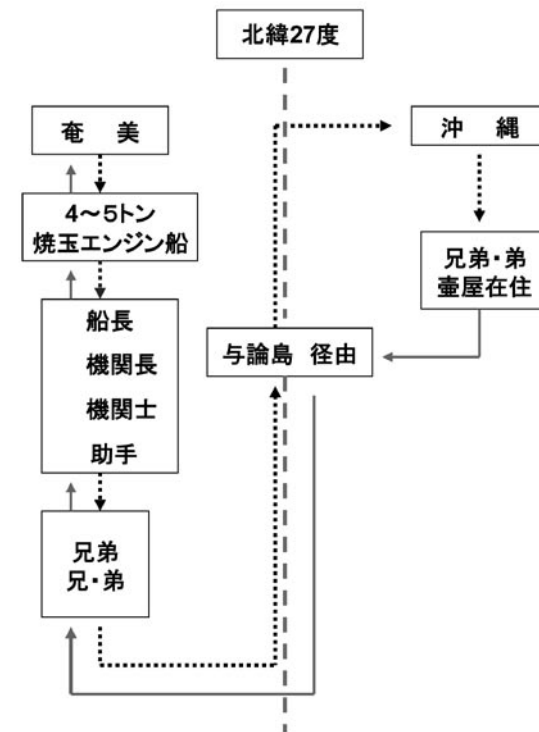 北緯27度
奄　美
4～5トン
焼玉エンジン船
船長
機関長
機関士
助手
兄弟
兄・弟
沖　縄
兄弟・弟
壷屋在住
与論島 経由